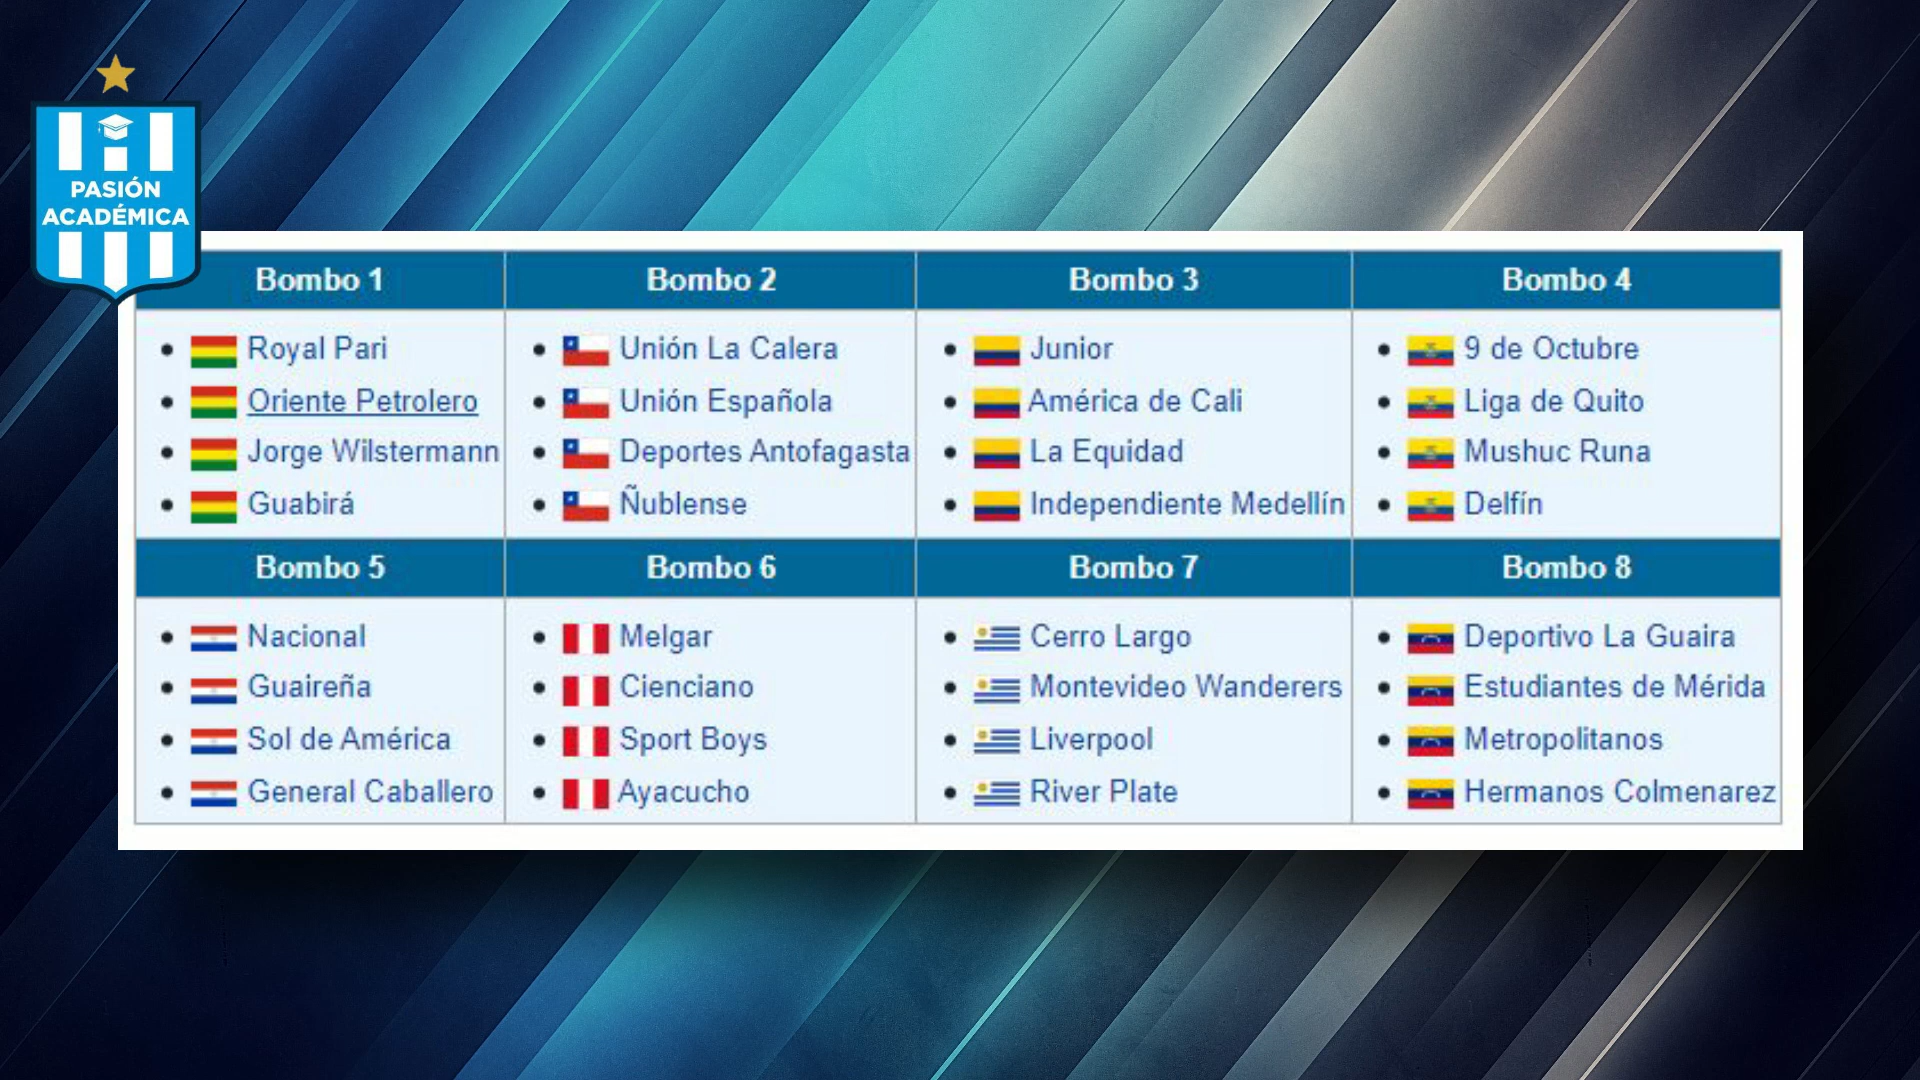 PASIÓN
ACADÉMICA
Bombo 1
Royal Pari
Oriente Petrolero
Jorge Wilstermann
Guabirá
Bombo 2
Unión La Calera
Unión Española
Deportes Antofagasta
Ñublense
Bombo 3
Junior
América de Cali
La Equidad
Independiente Medellín
Bombo 4
9 de Octubre
Liga de Quito
Mushuc Runa
Delfín
Bombo 5
Nacional
Guaireña
Sol de América
General Caballero
Bombo 6
Melgar
Cienciano
Sport Boys
Ayacucho
Bombo 7
Cerro Largo
Montevideo Wanderers
Liverpool
River Plate
Bombo 8
Deportivo La Guaira
Estudiantes de Mérida
Metropolitanos
Hermanos Colmenarez